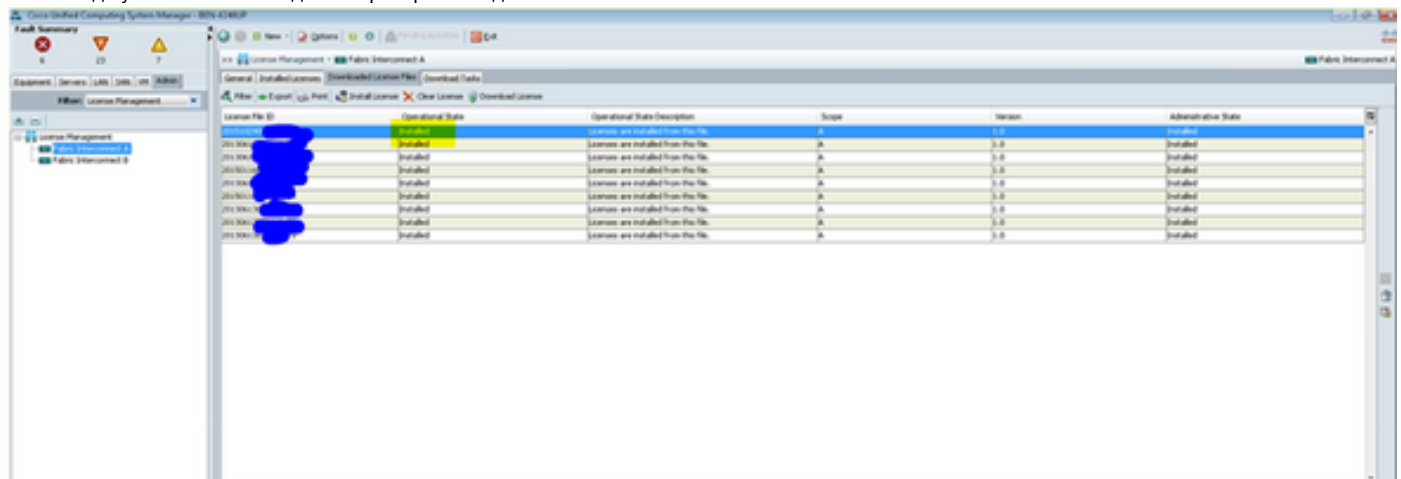 Cisco Unified Computing System Manager - BEN-6248UP
Fault Summary
6 23 7
New Options Pending Activities Exit
>> License Management Fabric Interconnect A
Fabric Interconnect A
Equipment Servers LAN SAN VM Admin
General Installed Licenses Downloaded License Files Download Tasks
Filter: License Management
Filter Export Print Install License Clear License Download License
License File ID Operational State Operational State Description Scope Version Administrative State
License Management
Fabric Interconnect A
Fabric Interconnect B
Installed Licenses are installed from this file. A 1.0 Installed
Installed Licenses are installed from this file. A 1.0 Installed
Installed Licenses are installed from this file. A 1.0 Installed
Installed Licenses are installed from this file. A 1.0 Installed
Installed Licenses are installed from this file. A 1.0 Installed
Installed Licenses are installed from this file. A 1.0 Installed
Installed Licenses are installed from this file. A 1.0 Installed
Installed Licenses are installed from this file. A 1.0 Installed
Installed Licenses are installed from this file. A 1.0 Installed